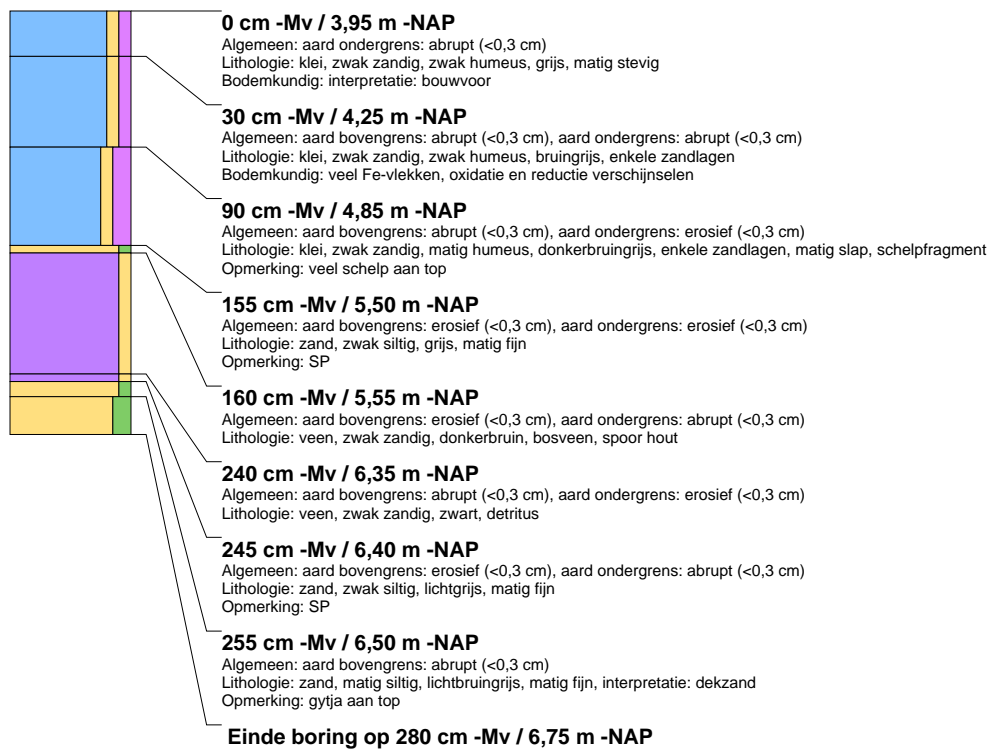 0 cm -Mv / 3,95 m -NAP
Algemeen: aard ondergrens: abrupt (<0,3 cm)
Lithologie: klei, zwak zandig, zwak humeus, grijs, matig stevig
Bodemkundig: interpretatie: bouwvoor
30 cm -Mv / 4,25 m -NAP
Algemeen: aard bovengrens: abrupt (<0,3 cm), aard ondergrens: abrupt (<0,3 cm)
Lithologie: klei, zwak zandig, zwak humeus, bruingrijs, enkele zandlagen
Bodemkundig: veel Fe-vlekken, oxidatie en reductie verschijnselen
90 cm -Mv / 4,85 m -NAP
Algemeen: aard bovengrens: abrupt (<0,3 cm), aard ondergrens: erosief (<0,3 cm)
Lithologie: klei, zwak zandig, matig humeus, donkerbruingrijs, enkele zandlagen, matig slap, schelpfragment
Opmerking: veel schelp aan top
155 cm -Mv / 5,50 m -NAP
Algemeen: aard bovengrens: erosief (<0,3 cm), aard ondergrens: erosief (<0,3 cm)
Lithologie: zand, zwak siltig, grijs, matig fijn
Opmerking: SP
160 cm -Mv / 5,55 m -NAP
Algemeen: aard bovengrens: erosief (<0,3 cm), aard ondergrens: abrupt (<0,3 cm)
Lithologie: veen, zwak zandig, donkerbruin, bosveen, spoor hout
240 cm -Mv / 6,35 m -NAP
Algemeen: aard bovengrens: abrupt (<0,3 cm), aard ondergrens: erosief (<0,3 cm)
Lithologie: veen, zwak zandig, zwart, detritus
245 cm -Mv / 6,40 m -NAP
Algemeen: aard bovengrens: erosief (<0,3 cm), aard ondergrens: abrupt (<0,3 cm)
Lithologie: zand, zwak siltig, lichtgrijs, matig fijn
Opmerking: SP
255 cm -Mv / 6,50 m -NAP
Algemeen: aard bovengrens: abrupt (<0,3 cm)
Lithologie: zand, matig siltig, lichtbruingrijs, matig fijn, interpretatie: dekzand
Opmerking: gytja aan top
Einde boring op 280 cm -Mv / 6,75 m -NAP